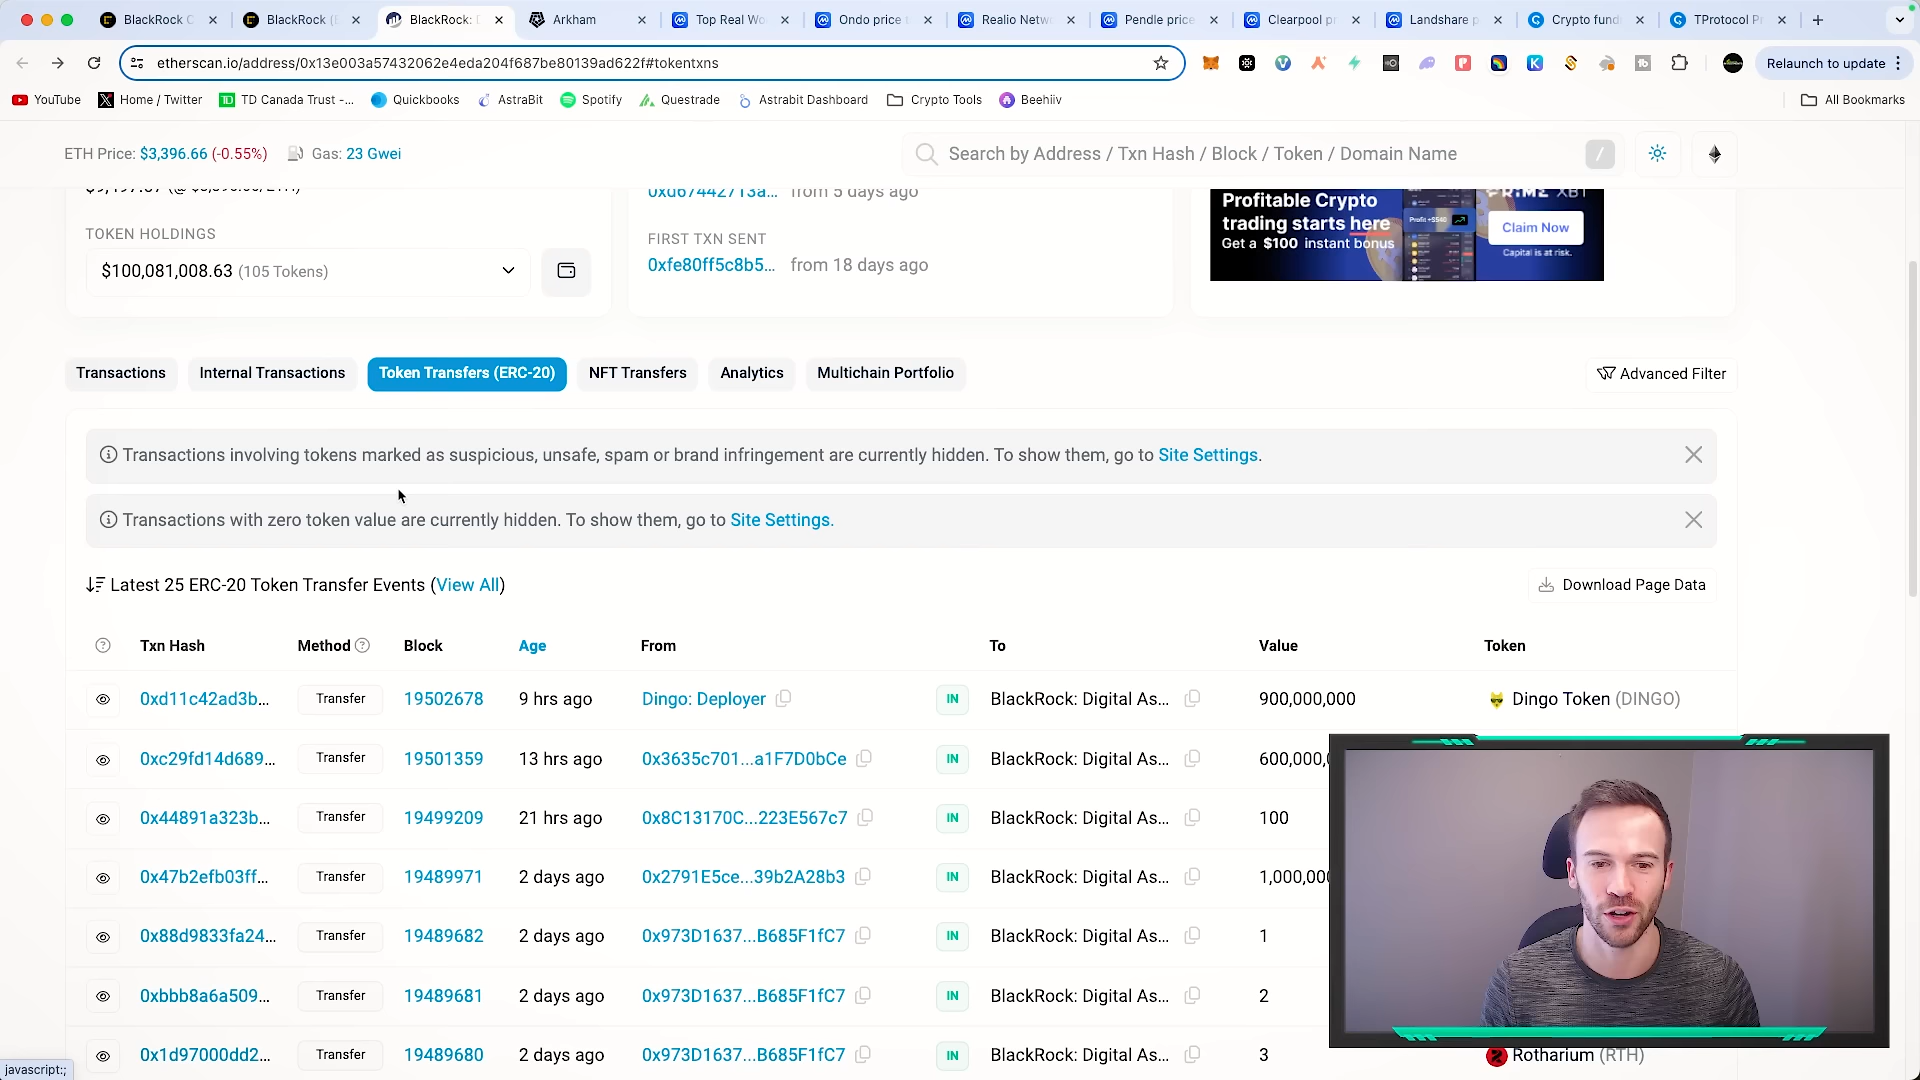 BlackRock C
BlackRock (E
BlackRock: D
Arkham
Top Real Wo
Ondo price
Realio Netw
Pendle price
Clearpool pr
Landshare p
Crypto fund
TProtocol Pr
etherscan.io/address/0x13e003a57432062e4eda204f687be80139ad622f#tokentxns
Relaunch to update
YouTube
Home / Twitter
TD Canada Trust -...
Quickbooks
AstraBit
Spotify
Questrade
Astrabit Dashboard
Crypto Tools
Beehiiv
All Bookmarks
ETH Price: $3,396.66 (-0.55%)
Gas: 23 Gwei
Search by Address / Txn Hash / Block / Token / Domain Name
/
0xd67442713a... from 5 days ago
TOKEN HOLDINGS
$100,081,008.63 (105 Tokens)
FIRST TXN SENT
0xfe80ff5c8b5... from 18 days ago
Profitable Crypto
trading starts here
Get a $100 instant bonus
PRIME XBT
Claim Now
Capital is at risk.
Transactions
Internal Transactions
Token Transfers (ERC-20)
NFT Transfers
Analytics
Multichain Portfolio
Advanced Filter
Transactions involving tokens marked as suspicious, unsafe, spam or brand infringement are currently hidden. To show them, go to Site Settings.
Transactions with zero token value are currently hidden. To show them, go to Site Settings.
Latest 25 ERC-20 Token Transfer Events (View All)
Download Page Data
Txn Hash Method Block Age From To Value Token
0xd11c42ad3b... Transfer 19502678 9 hrs ago Dingo: Deployer IN BlackRock: Digital As... 900,000,000 Dingo Token (DINGO)
0xc29fd14d689... Transfer 19501359 13 hrs ago 0x3635c701...a1F7D0bCe IN BlackRock: Digital As... 600,000,
0x44891a323b... Transfer 19499209 21 hrs ago 0x8C13170C...223E567c7 IN BlackRock: Digital As... 100
0x47b2efb03ff... Transfer 19489971 2 days ago 0x2791E5ce...39b2A28b3 IN BlackRock: Digital As... 1,000,000
0x88d9833fa24... Transfer 19489682 2 days ago 0x973D1637...B685F1fC7 IN BlackRock: Digital As... 1
0xbbb8a6a509... Transfer 19489681 2 days ago 0x973D1637...B685F1fC7 IN BlackRock: Digital As... 2
0x1d97000dd2... Transfer 19489680 2 days ago 0x973D1637...B685F1fC7 IN BlackRock: Digital As... 3 Rotharium (RTH)
javascript:;